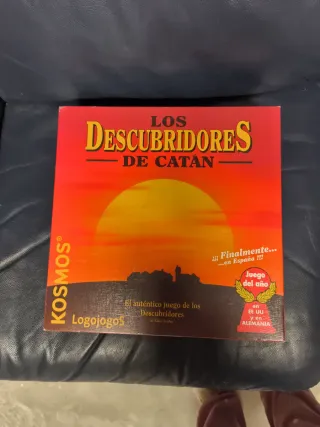 LOS
DESCUBRIDORES
DE CATAN
¡¡¡ Finalmente...
...en España !!!
Juego
del año
en
EE UU
y en
ALEMANIA
El auténtico juego de los
Descubridores
KOSMOS®
LogojogoS